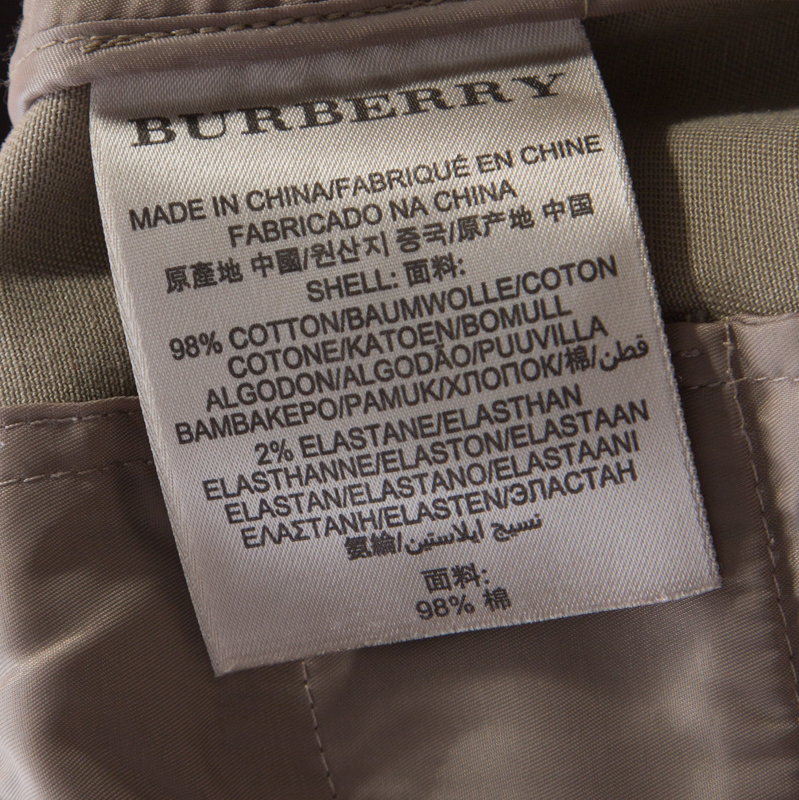 BURBERRY
MADE IN CHINA/FABRIQUÉ EN CHINE
FABRICADO NA CHINA
原產地 中國/원산지 중국/原产地 中国
SHELL: 面料:
98% COTTON/BAUMWOLLE/COTON
COTONE/KATOEN/BOMULL
ALGODON/ALGODÃO/PUUVILLA
ΒΑΜΒΑΚΕΡΟ/PAMUK/ХЛОПОК/棉/قطن
2% ELASTANE/ELASTHAN
ELASTHANNE/ELASTON/ELASTAAN
ELASTAN/ELASTANO/ELASTAANI
ΕΛΑΣΤΑΝΗ/ELASTEN/ЭЛАСТАН
氨綸/نسيج ايلاستين
面料:
98% 棉